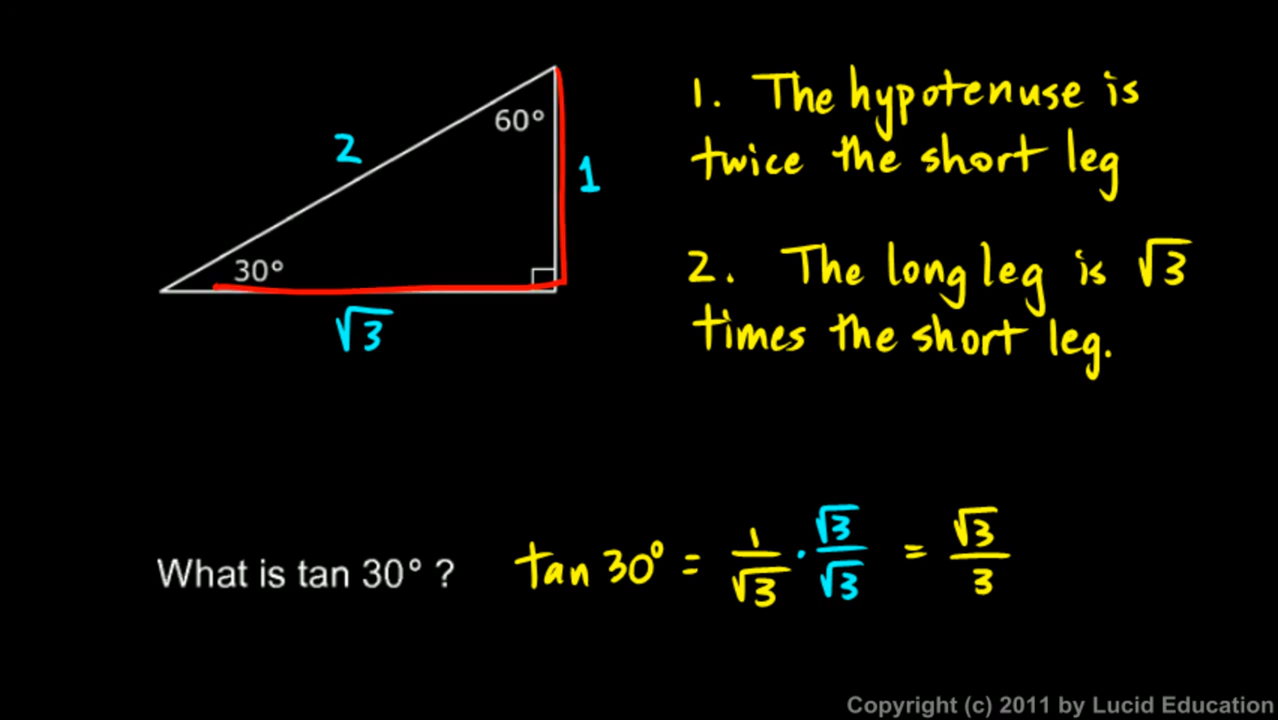 60°
2
1
30°
√3
1. The hypotenuse is
twice the short leg
2. The long leg is √3
times the short leg.
What is tan 30° ? tan 30° = 1/√3 · √3/√3 = √3/3
Copyright (c) 2011 by Lucid Education